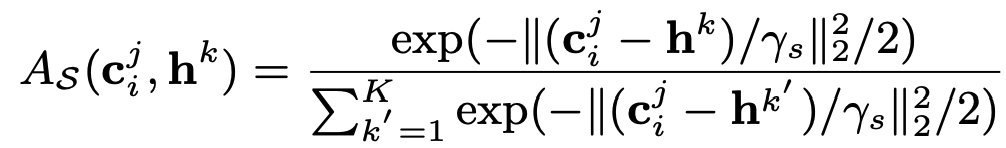 $A_{\mathcal{S}}(\mathbf{c}_i^j, \mathbf{h}^k) = \frac{\exp(-\|(\mathbf{c}_i^j - \mathbf{h}^k)/\gamma_s\|_2^2/2)}{\sum_{k'=1}^{K} \exp(-\|(\mathbf{c}_i^j - \mathbf{h}^{k'})/\gamma_s\|_2^2/2)}$